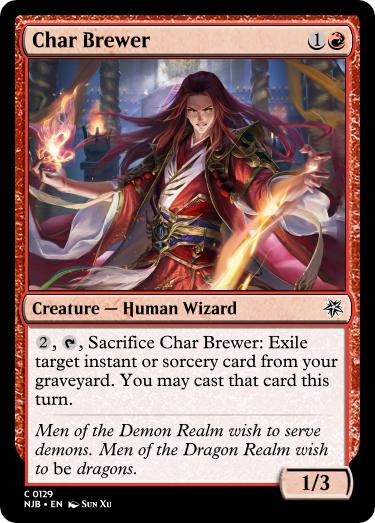 Char Brewer 1
Creature — Human Wizard
2, , Sacrifice Char Brewer: Exile
target instant or sorcery card from your
graveyard. You may cast that card this
turn.
Men of the Demon Realm wish to serve
demons. Men of the Dragon Realm wish
to be dragons.
1/3
C 0129
NJB • EN Sun Xu